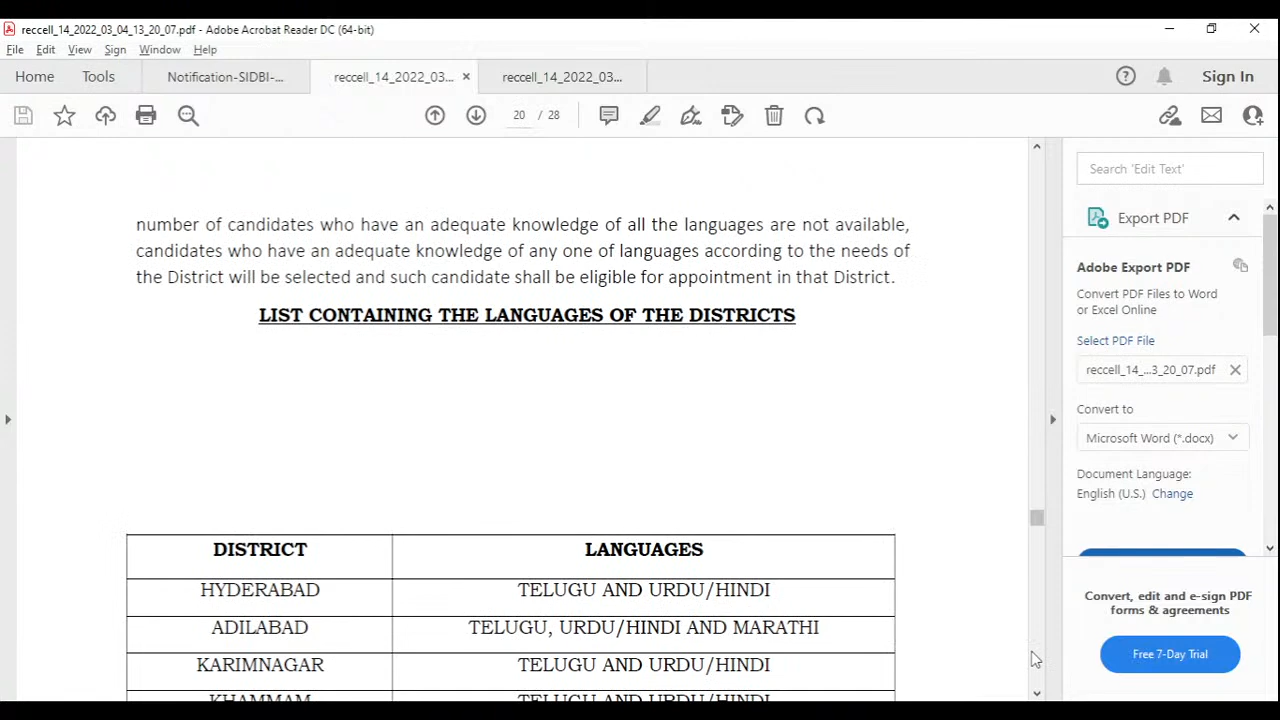 reccell_14_2022_03_04_13_20_07.pdf - Adobe Acrobat Reader DC (64-bit)
File Edit View Sign Window Help
Home Tools Notification-SIDBI-... reccell_14_2022_03... × reccell_14_2022_03... Sign In
20 / 28
Search 'Edit Text'
number of candidates who have an adequate knowledge of all the languages are not available,
candidates who have an adequate knowledge of any one of languages according to the needs of
the District will be selected and such candidate shall be eligible for appointment in that District.
LIST CONTAINING THE LANGUAGES OF THE DISTRICTS
DISTRICT LANGUAGES
HYDERABAD TELUGU AND URDU/HINDI
ADILABAD TELUGU, URDU/HINDI AND MARATHI
KARIMNAGAR TELUGU AND URDU/HINDI
KHAMMAM TELUGU AND URDU/HINDI
Export PDF
Adobe Export PDF
Convert PDF Files to Word
or Excel Online
Select PDF File
reccell_14_...3_20_07.pdf
Convert to
Microsoft Word (*.docx)
Document Language:
English (U.S.) Change
Convert, edit and e-sign PDF
forms & agreements
Free 7-Day Trial